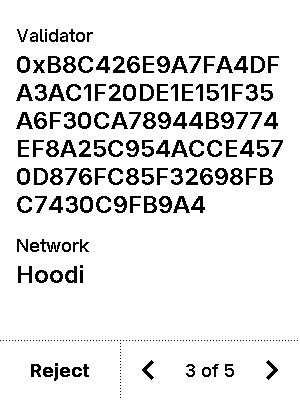 Validator
0xB8C426E9A7FA4DF
A3AC1F20DE1E151F35
A6F30CA78944B9774
EF8A25C954ACCE457
0D876FC85F32698FB
C7430C9FB9A4
Network
Hoodi
Reject
3 of 5